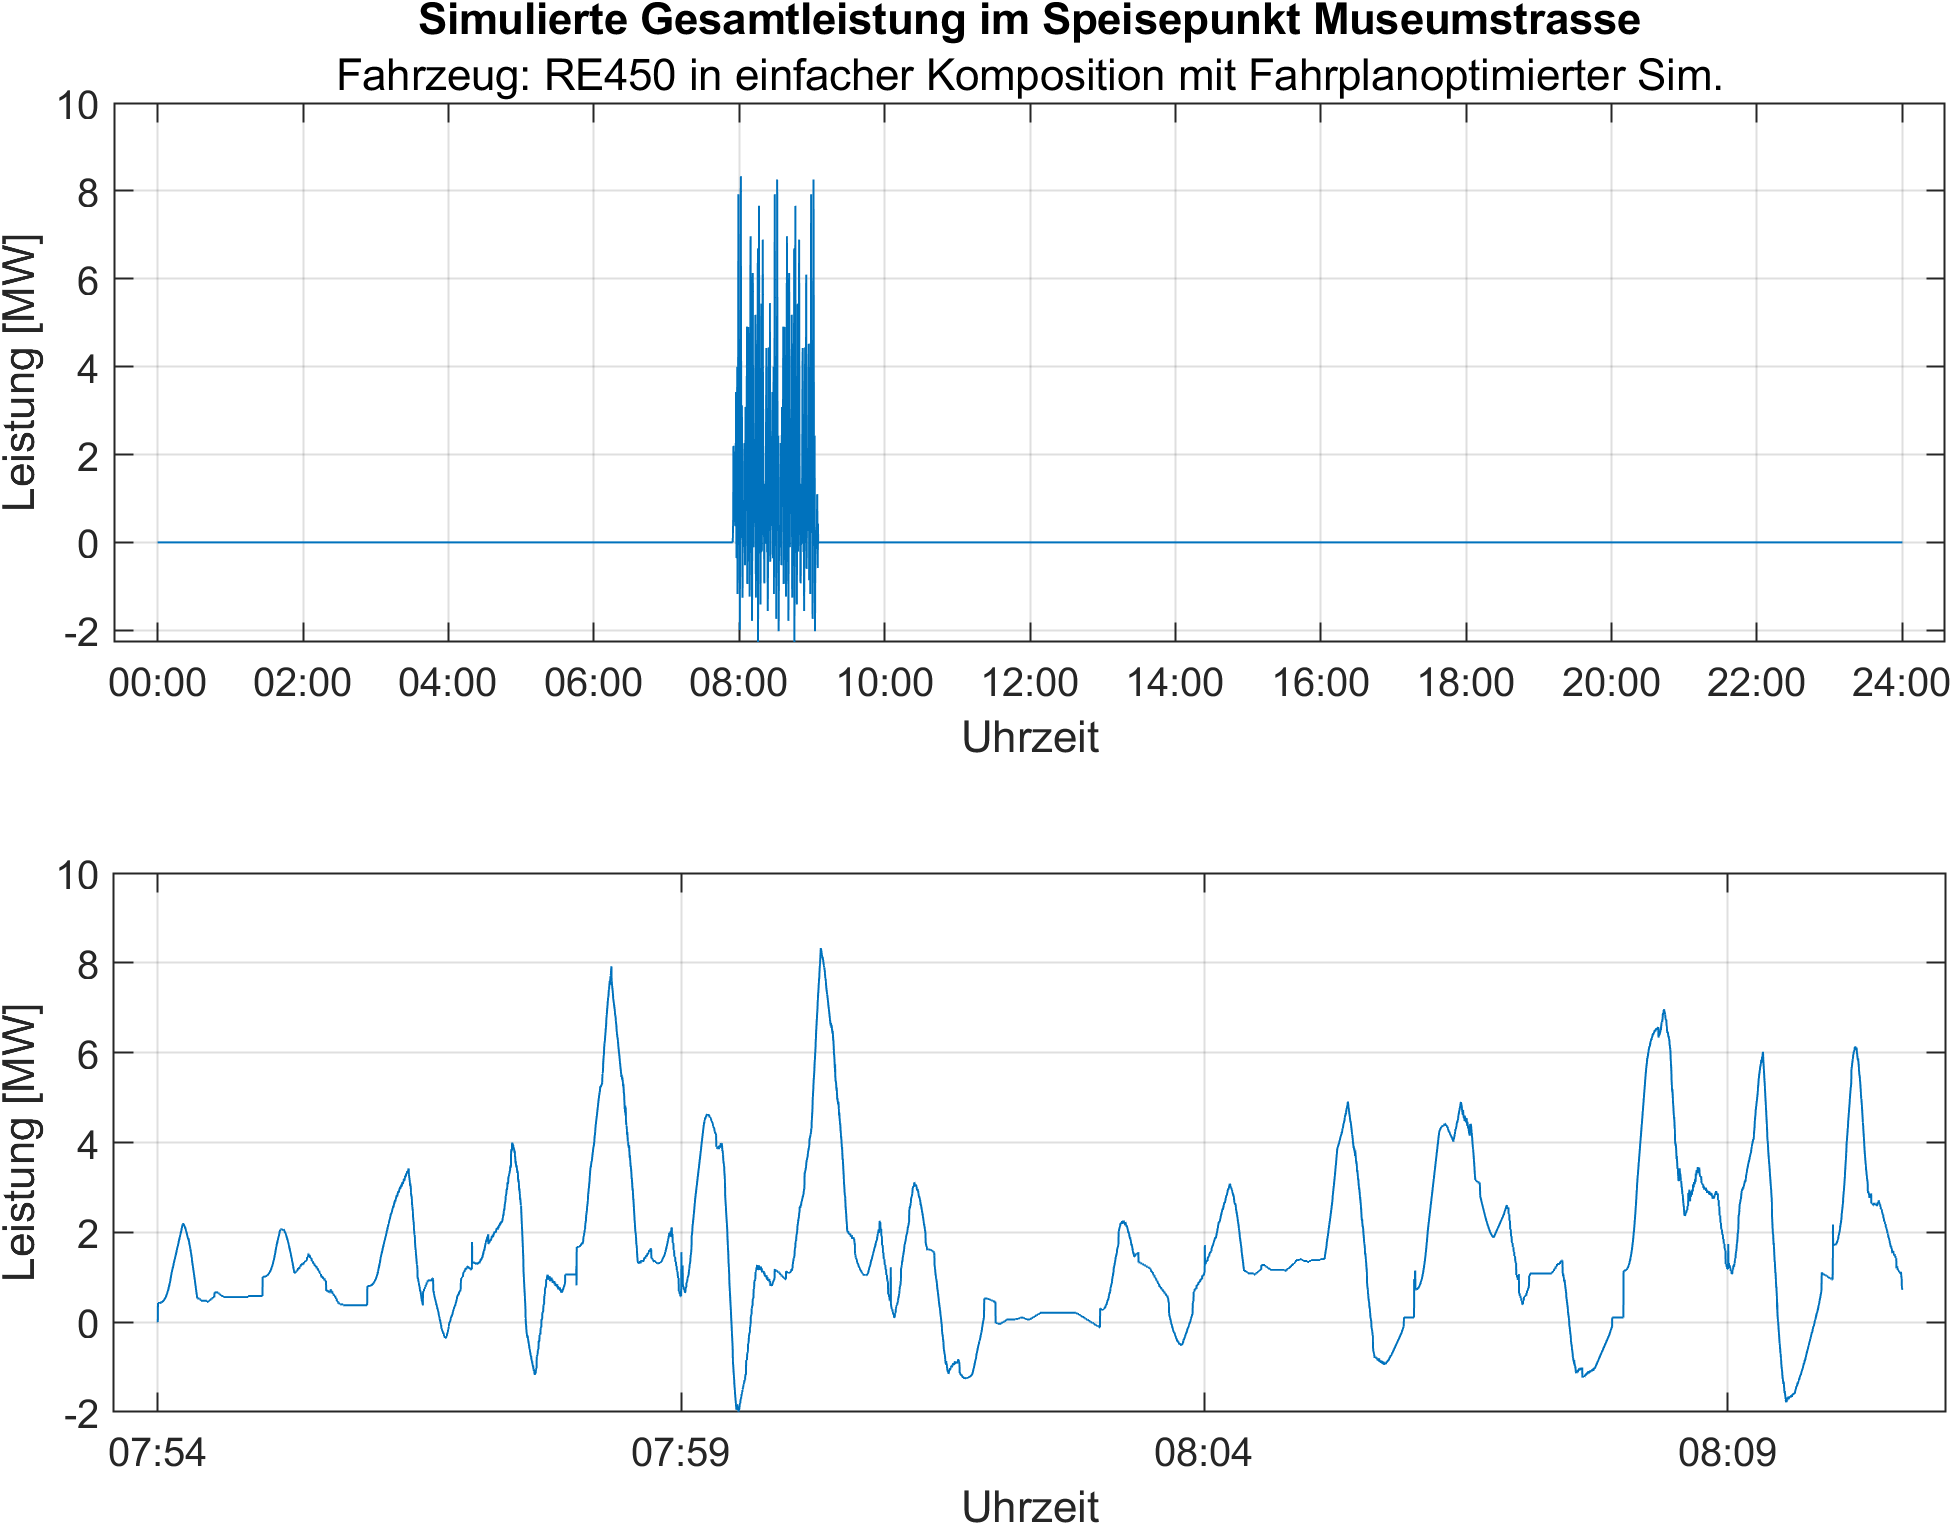 Simulierte Gesamtleistung im Speisepunkt Museumstrasse
Fahrzeug: RE450 in einfacher Komposition mit Fahrplanoptimierter Sim.
10
8
6
4
2
0
-2
Leistung [MW]
00:00 02:00 04:00 06:00 08:00 10:00 12:00 14:00 16:00 18:00 20:00 22:00 24:00
Uhrzeit
10
8
6
4
2
0
-2
Leistung [MW]
07:54 07:59 08:04 08:09
Uhrzeit